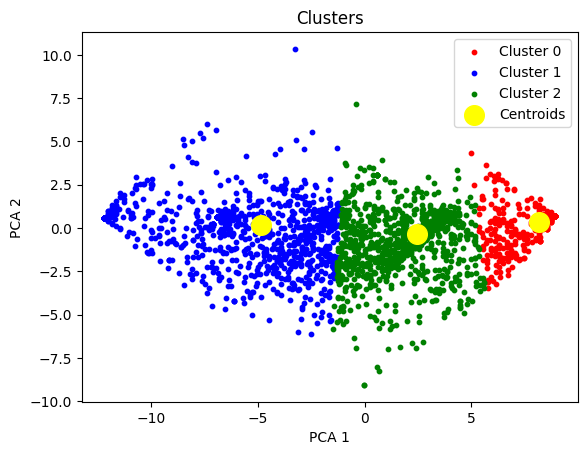 Clusters
Cluster 0
Cluster 1
Cluster 2
Centroids
PCA 2
10.0
7.5
5.0
2.5
0.0
−2.5
−5.0
−7.5
−10.0
−10
−5
0
5
PCA 1